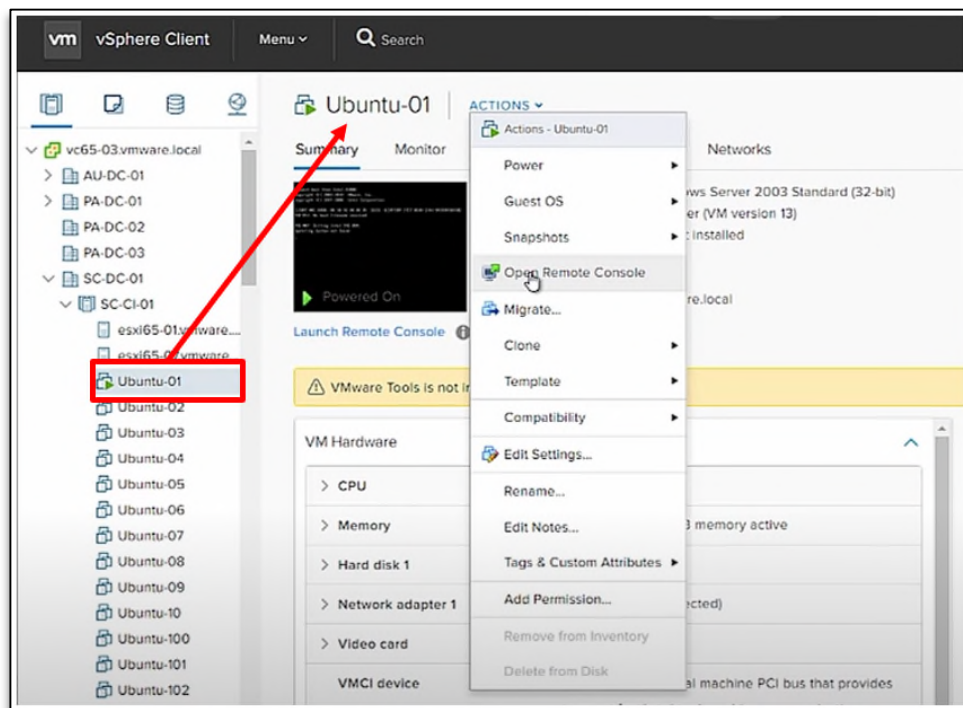 vm vSphere Client Menu Search
Ubuntu-01 ACTIONS
Actions - Ubuntu-01
Summary Monitor Networks
vc65-03.vmware.local
AU-DC-01
PA-DC-01
PA-DC-02
PA-DC-03
SC-DC-01
SC-CI-01
esxi65-01.vmware....
Ubuntu-01
Ubuntu-02
Ubuntu-03
Ubuntu-04
Ubuntu-05
Ubuntu-06
Ubuntu-07
Ubuntu-08
Ubuntu-09
Ubuntu-10
Ubuntu-100
Ubuntu-101
Ubuntu-102
Powered On
Launch Remote Console
VMware Tools is not
VM Hardware
CPU
Memory
Hard disk 1
Network adapter 1
Video card
VMCI device
Power
Guest OS
Snapshots
Open Remote Console
Migrate...
Clone
Template
Compatibility
Edit Settings...
Rename...
Edit Notes...
Tags & Custom Attributes
Add Permission...
Remove from Inventory
Delete from Disk
Server 2003 Standard (32-bit)
(VM version 13)
installed
re.local
memory active
machine PCI bus that provides